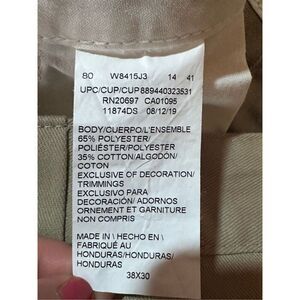 80 W8415J3 14 41
UPC/CUP/CUP889440323531
RN20697 CA01095
11874DS 08/12/19
BODY/CUERPO/L'ENSEMBLE
65% POLYESTER/
POLIÉSTER/POLYESTER
35% COTTON/ALGODÓN/
COTON
EXCLUSIVE OF DECORATION/
TRIMMINGS
EXCLUSIVO PARA
DECORACIÓN/ ADORNOS
ORNEMENT ET GARNITURE
NON COMPRIS
MADE IN \ HECHO EN \
FABRIQUÉ AU
HONDURAS/HONDURAS/
HONDURAS
38X30